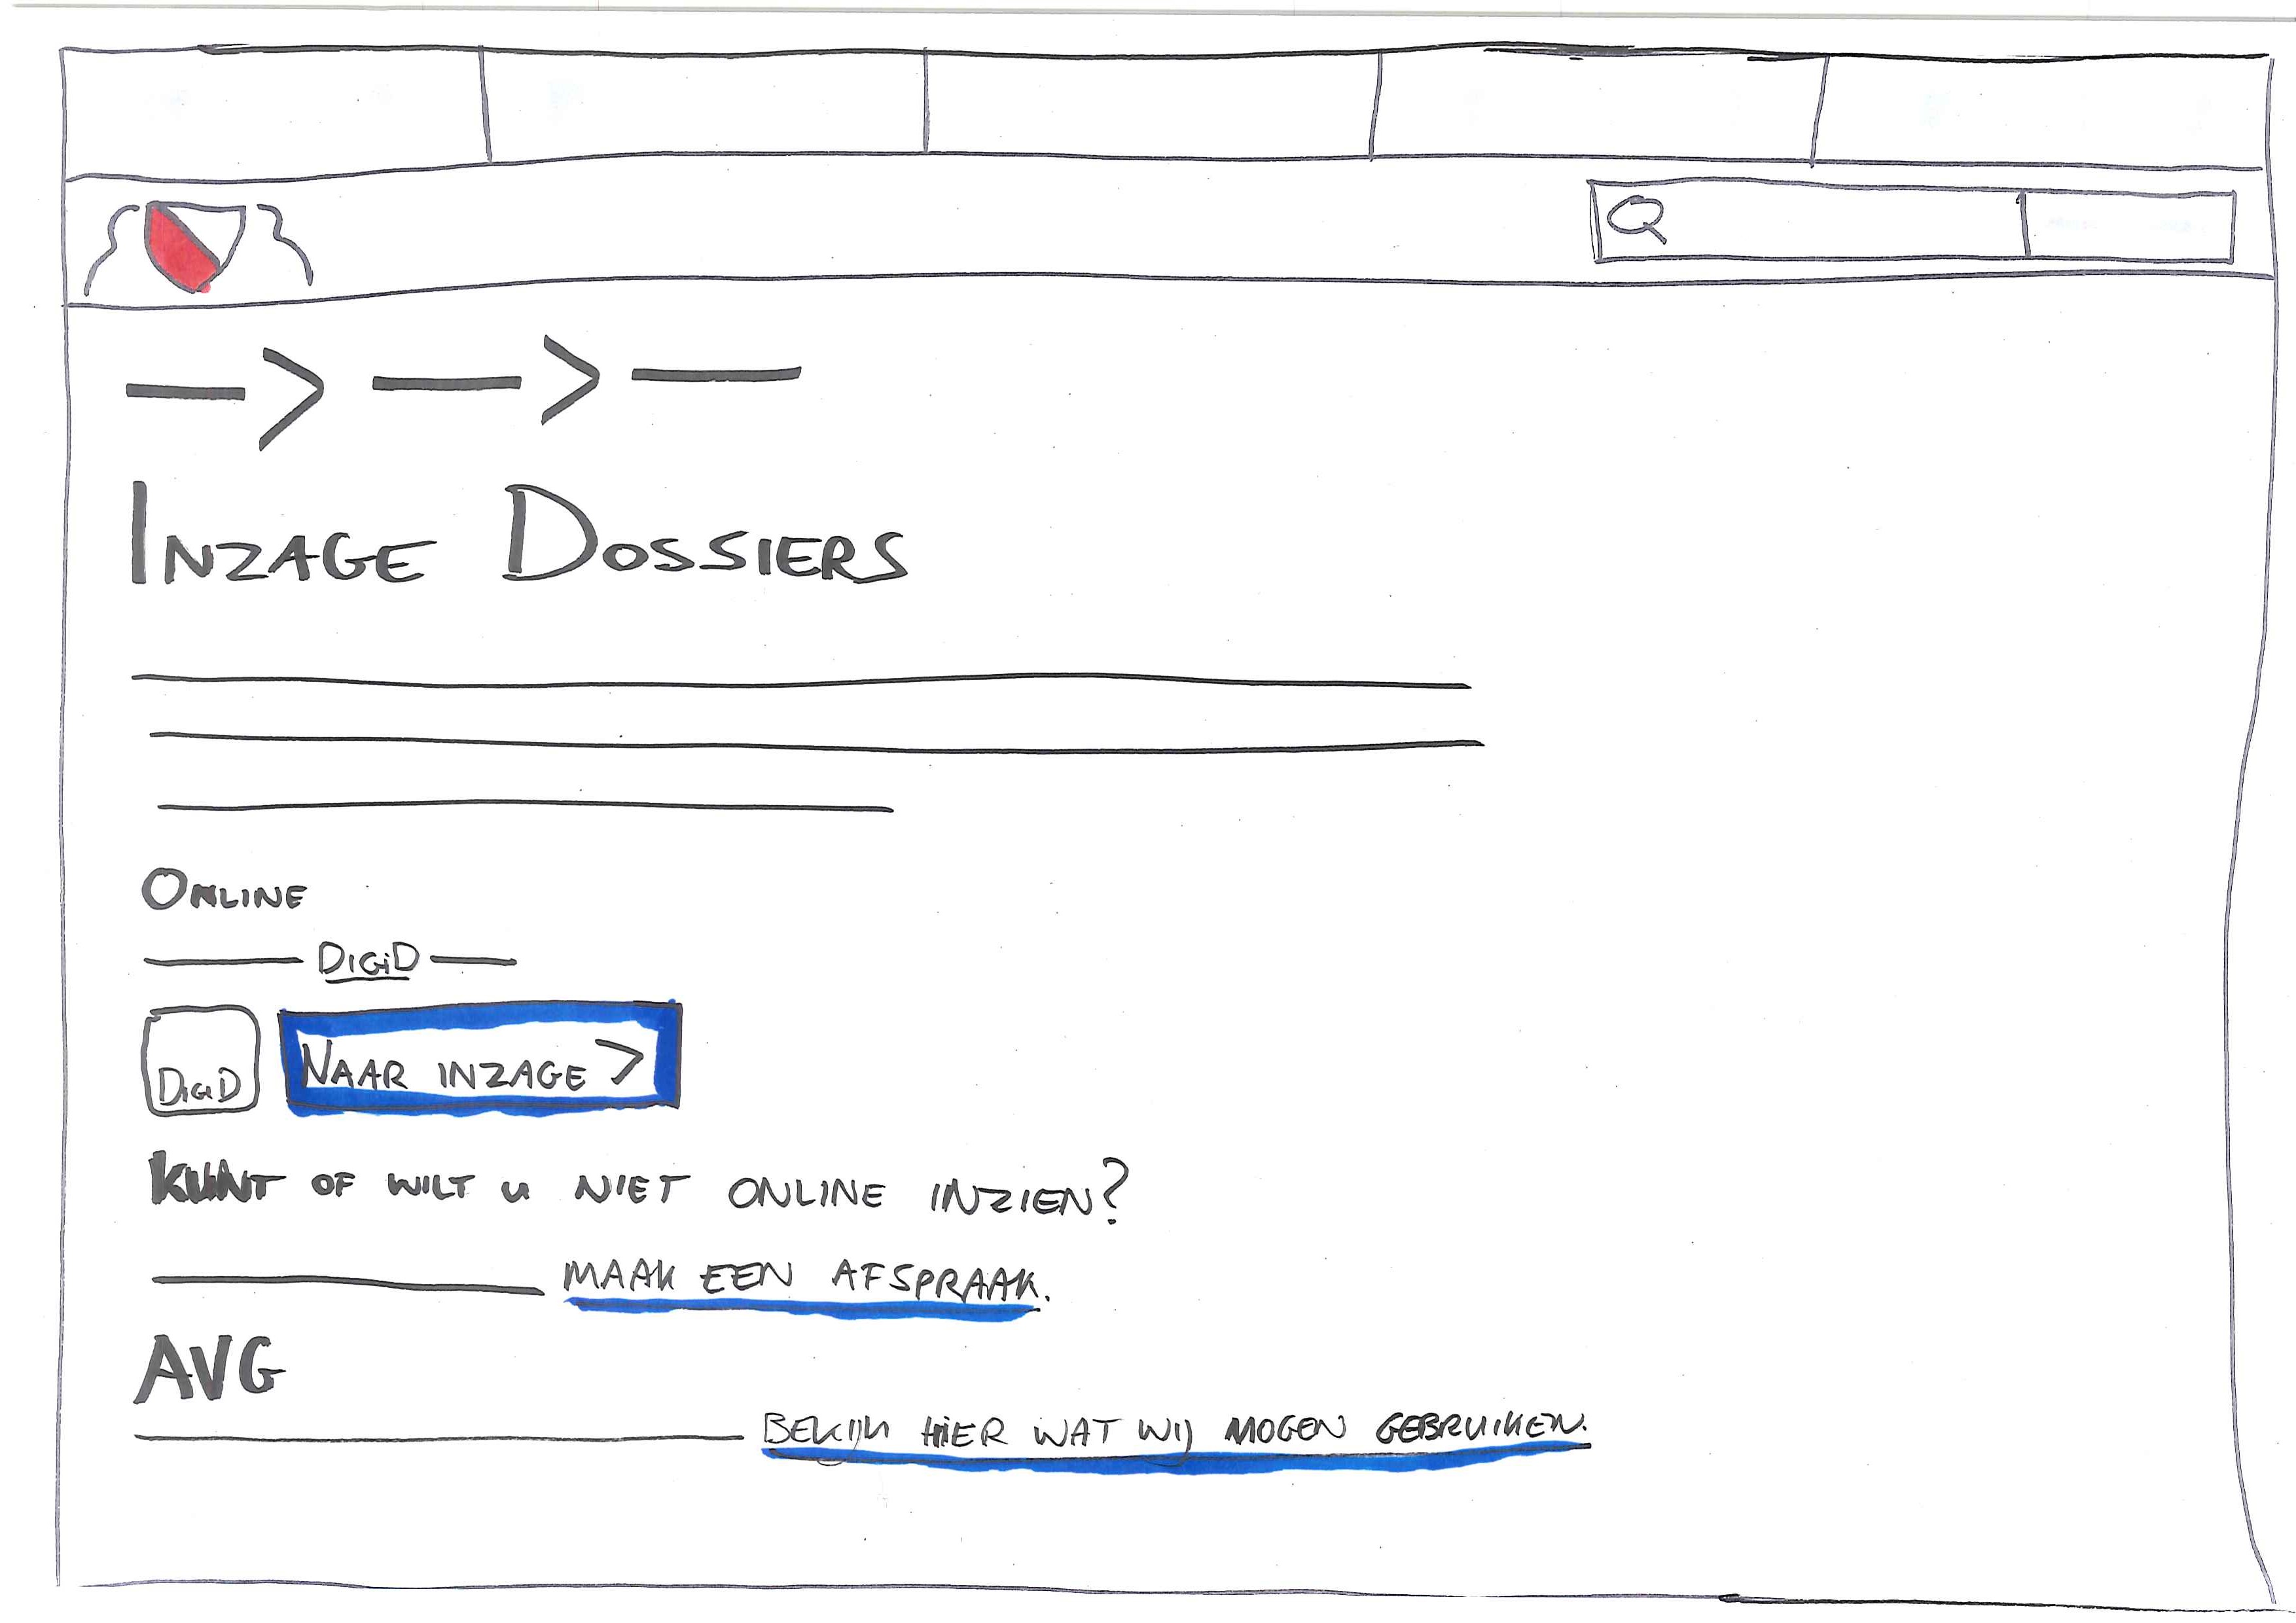 INZAGE DOSSIERS
ONLINE
DIGID
DIGID
NAAR INZAGE >
KUNT OF WILT U NIET ONLINE INZIEN?
MAAK EEN AFSPRAAK.
AVG
BEKIJK HIER WAT WIJ MOGEN GEBRUIKEN.